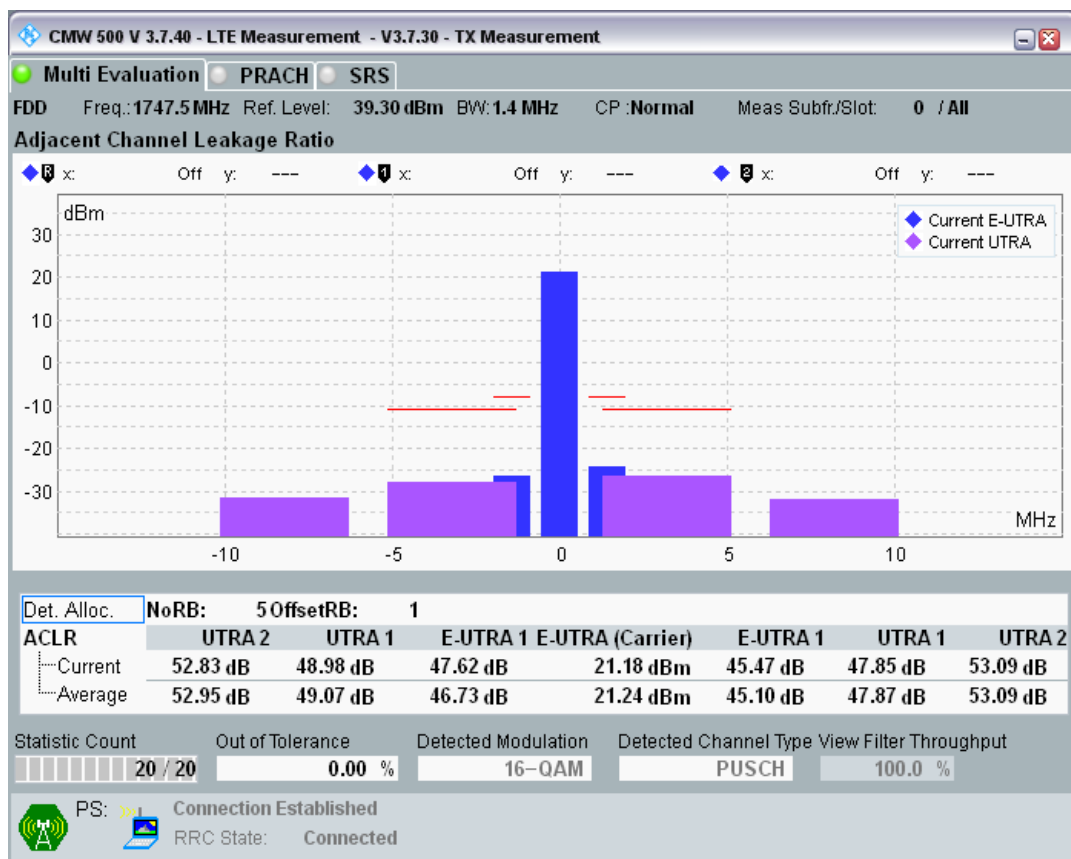 CMW 500 V 3.7.40 - LTE Measurement - V3.7.30 - TX Measurement
Multi Evaluation PRACH SRS
FDD Freq.: 1747.5 MHz Ref. Level: 39.30 dBm BW: 1.4 MHz CP :Normal Meas Subfr./Slot: 0 / All
Adjacent Channel Leakage Ratio
R x: Off y: --- 1 x: Off y: --- 2 x: Off y: ---
dBm
Current E-UTRA
Current UTRA
30
20
10
0
-10
-20
-30
MHz
-10 -5 0 5 10
Det. Alloc. NoRB: 5 OffsetRB: 1
ACLR UTRA 2 UTRA 1 E-UTRA 1 E-UTRA (Carrier) E-UTRA 1 UTRA 1 UTRA 2
Current 52.83 dB 48.98 dB 47.62 dB 21.18 dBm 45.47 dB 47.85 dB 53.09 dB
Average 52.95 dB 49.07 dB 46.73 dB 21.24 dBm 45.10 dB 47.87 dB 53.09 dB
Statistic Count Out of Tolerance Detected Modulation Detected Channel Type View Filter Throughput
20 / 20 0.00 % 16-QAM PUSCH 100.0 %
PS: Connection Established
RRC State: Connected